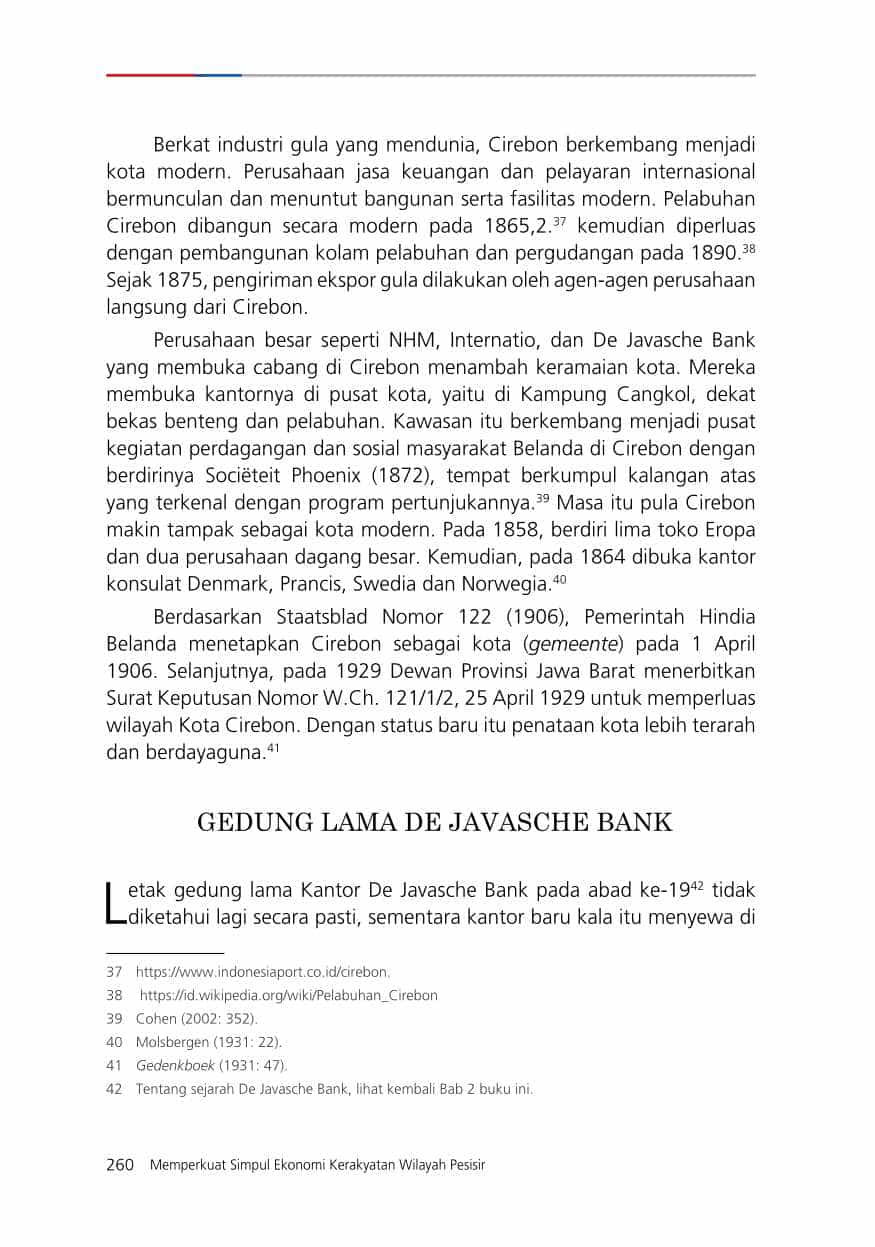 Berkat industri gula yang mendunia, Cirebon berkembang menjadi
kota modern. Perusahaan jasa keuangan dan pelayaran internasional
bermunculan dan menuntut bangunan serta fasilitas modern. Pelabuhan
Cirebon dibangun secara modern pada 1865,2.³⁷ kemudian diperluas
dengan pembangunan kolam pelabuhan dan pergudangan pada 1890.³⁸
Sejak 1875, pengiriman ekspor gula dilakukan oleh agen-agen perusahaan
langsung dari Cirebon.
Perusahaan besar seperti NHM, Internatio, dan De Javasche Bank
yang membuka cabang di Cirebon menambah keramaian kota. Mereka
membuka kantornya di pusat kota, yaitu di Kampung Cangkol, dekat
bekas benteng dan pelabuhan. Kawasan itu berkembang menjadi pusat
kegiatan perdagangan dan sosial masyarakat Belanda di Cirebon dengan
berdirinya Sociëteit Phoenix (1872), tempat berkumpul kalangan atas
yang terkenal dengan program pertunjukannya.³⁹ Masa itu pula Cirebon
makin tampak sebagai kota modern. Pada 1858, berdiri lima toko Eropa
dan dua perusahaan dagang besar. Kemudian, pada 1864 dibuka kantor
konsulat Denmark, Prancis, Swedia dan Norwegia.⁴⁰
Berdasarkan Staatsblad Nomor 122 (1906), Pemerintah Hindia
Belanda menetapkan Cirebon sebagai kota (gemeente) pada 1 April
1906. Selanjutnya, pada 1929 Dewan Provinsi Jawa Barat menerbitkan
Surat Keputusan Nomor W.Ch. 121/1/2, 25 April 1929 untuk memperluas
wilayah Kota Cirebon. Dengan status baru itu penataan kota lebih terarah
dan berdayaguna.⁴¹
GEDUNG LAMA DE JAVASCHE BANK
Letak gedung lama Kantor De Javasche Bank pada abad ke-19⁴² tidak
diketahui lagi secara pasti, sementara kantor baru kala itu menyewa di
37 https://www.indonesiaport.co.id/cirebon.
38 https://id.wikipedia.org/wiki/Pelabuhan_Cirebon
39 Cohen (2002: 352).
40 Molsbergen (1931: 22).
41 Gedenkboek (1931: 47).
42 Tentang sejarah De Javasche Bank, lihat kembali Bab 2 buku ini.
260 Memperkuat Simpul Ekonomi Kerakyatan Wilayah Pesisir